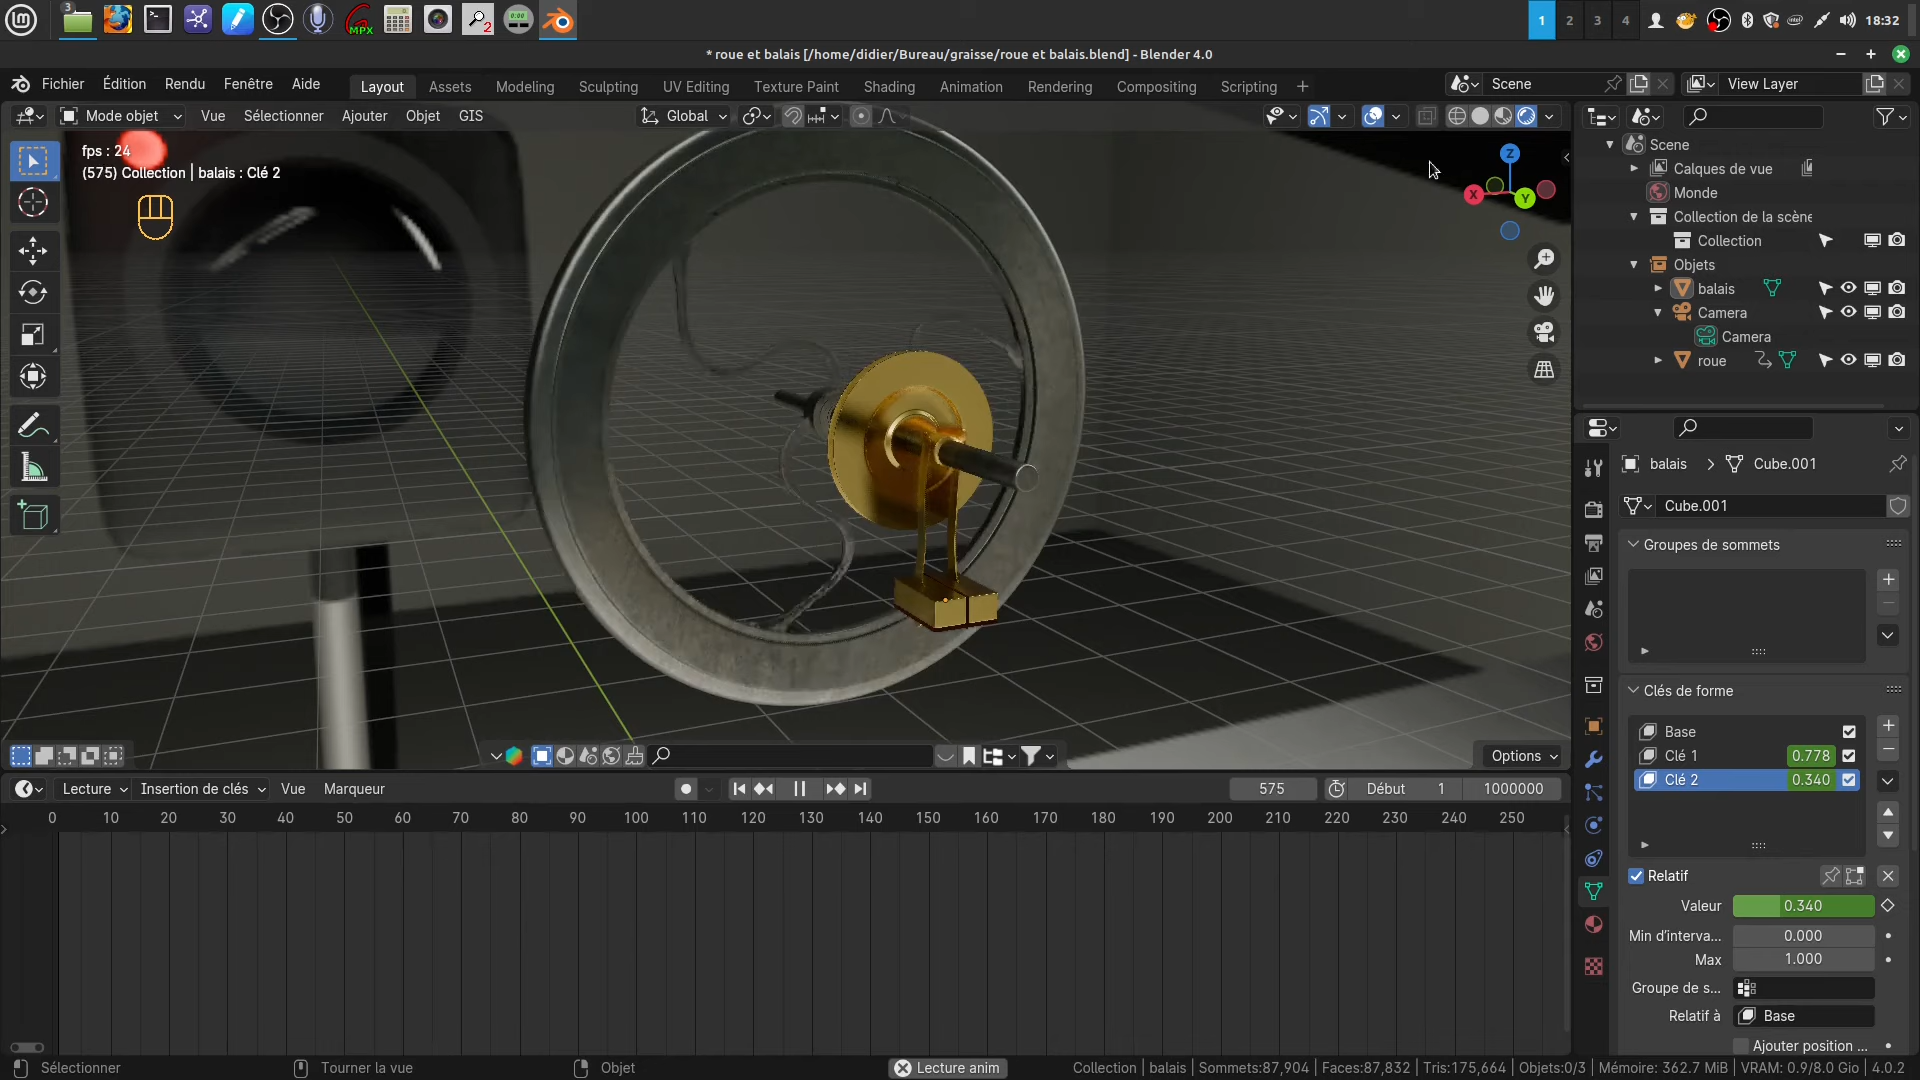 3
MPX
2
0:00
1 2 3 4
18:32
* roue et balais [/home/didier/Bureau/graisse/roue et balais.blend] - Blender 4.0
Fichier Édition Rendu Fenêtre Aide
Layout Assets Modeling Sculpting UV Editing Texture Paint Shading Animation Rendering Compositing Scripting
Scene
View Layer
Mode objet Vue Sélectionner Ajouter Objet GIS
Global
fps : 24
(575) Collection | balais : Clé 2
Z
X
Y
Scene
Calques de vue
Monde
Collection de la scène
Collection
Objets
balais
Camera
Camera
roue
balais > Cube.001
Cube.001
Groupes de sommets
Clés de forme
Base
Clé 1 0.778
Clé 2 0.340
Relatif
Valeur 0.340
Min d'interva... 0.000
Max 1.000
Groupe de s...
Relatif à Base
Ajouter position ...
Options
Lecture Insertion de clés Vue Marqueur
575 Début 1 1000000
0 10 20 30 40 50 60 70 80 90 100 110 120 130 140 150 160 170 180 190 200 210 220 230 240 250
Sélectionner Tourner la vue Objet Lecture anim Collection | balais | Sommets:87,904 | Faces:87,832 | Tris:175,664 | Objets:0/3 | Mémoire: 362.7 MiB | VRAM: 0.9/8.0 Gio | 4.0.2